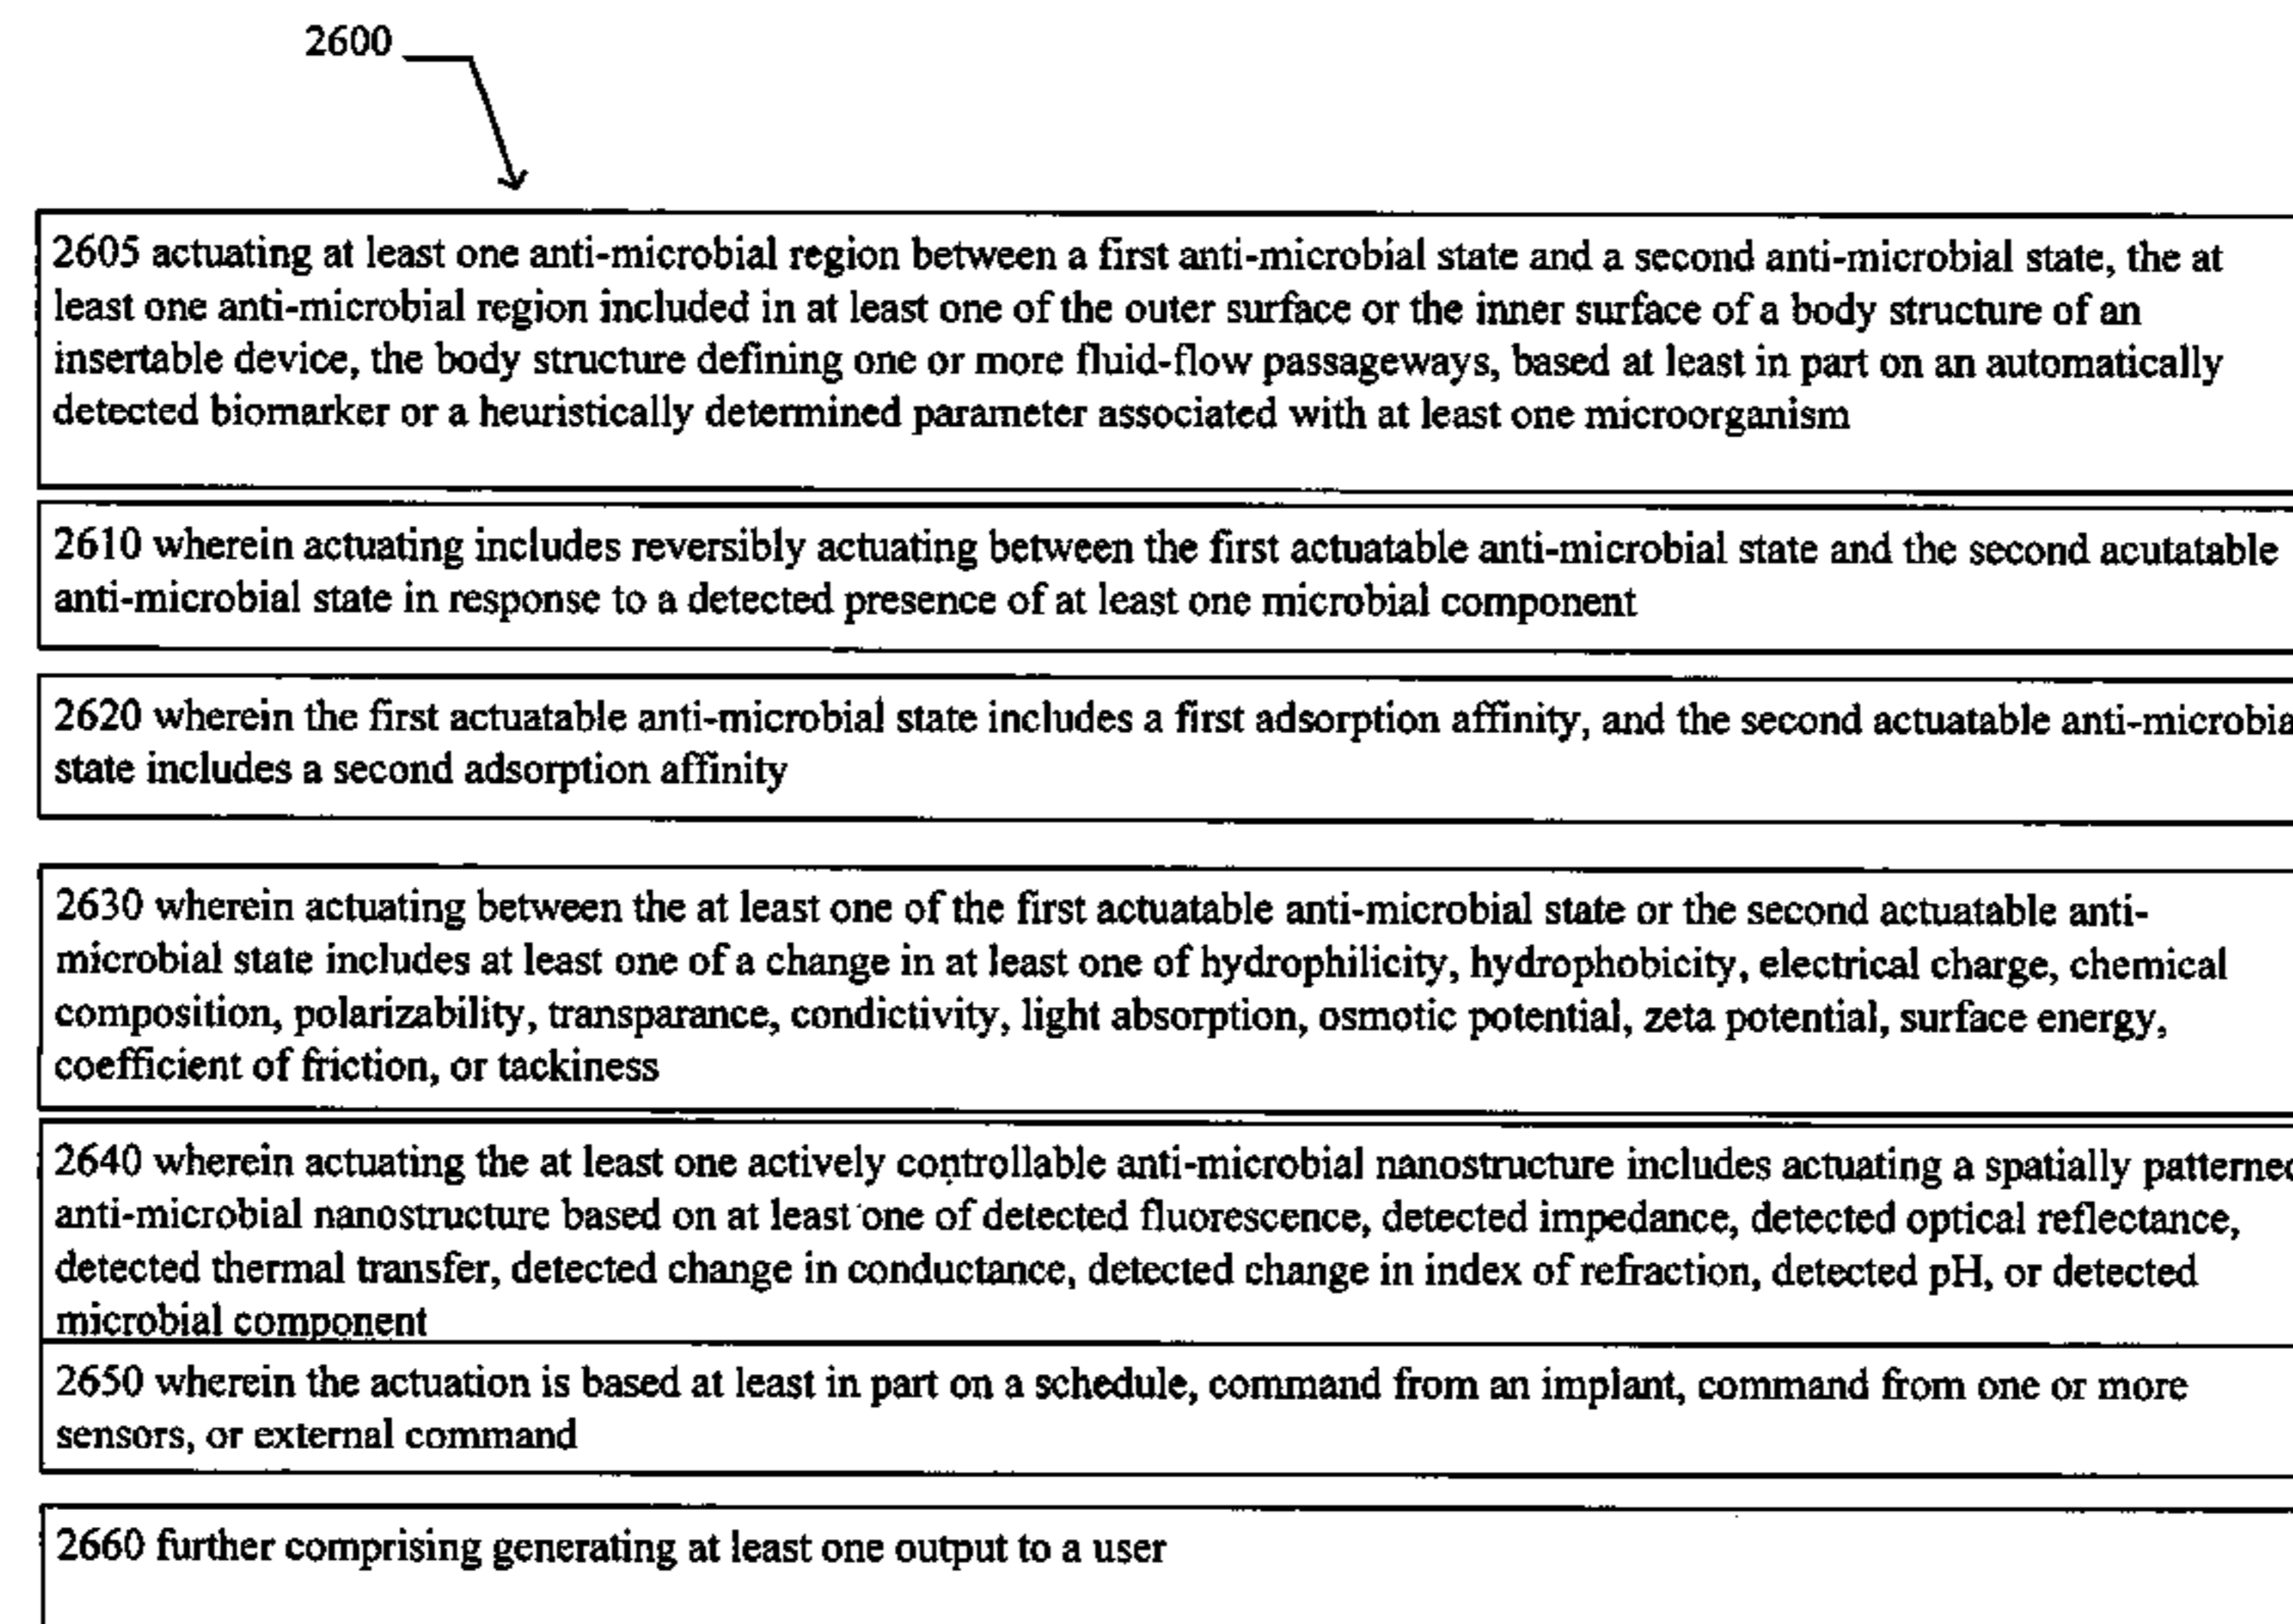 2600
2605 actuating at least one anti-microbial region between a first anti-microbial state and a second anti-microbial state, the at
least one anti-microbial region included in at least one of the outer surface or the inner surface of a body structure of an
insertable device, the body structure defining one or more fluid-flow passageways, based at least in part on an automatically
detected biomarker or a heuristically determined parameter associated with at least one microorganism
2610 wherein actuating includes reversibly actuating between the first actuatable anti-microbial state and the second acutatable
anti-microbial state in response to a detected presence of at least one microbial component
2620 wherein the first actuatable anti-microbial state includes a first adsorption affinity, and the second actuatable anti-microbia
state includes a second adsorption affinity
2630 wherein actuating between the at least one of the first actuatable anti-microbial state or the second actuatable anti-
microbial state includes at least one of a change in at least one of hydrophilicity, hydrophobicity, electrical charge, chemical
composition, polarizability, transparance, condictivity, light absorption, osmotic potential, zeta potential, surface energy,
coefficient of friction, or tackiness
2640 wherein actuating the at least one actively controllable anti-microbial nanostructure includes actuating a spatially patterned
anti-microbial nanostructure based on at least one of detected fluorescence, detected impedance, detected optical reflectance,
detected thermal transfer, detected change in conductance, detected change in index of refraction, detected pH, or detected
microbial component
2650 wherein the actuation is based at least in part on a schedule, command from an implant, command from one or more
sensors, or external command
2660 further comprising generating at least one output to a user